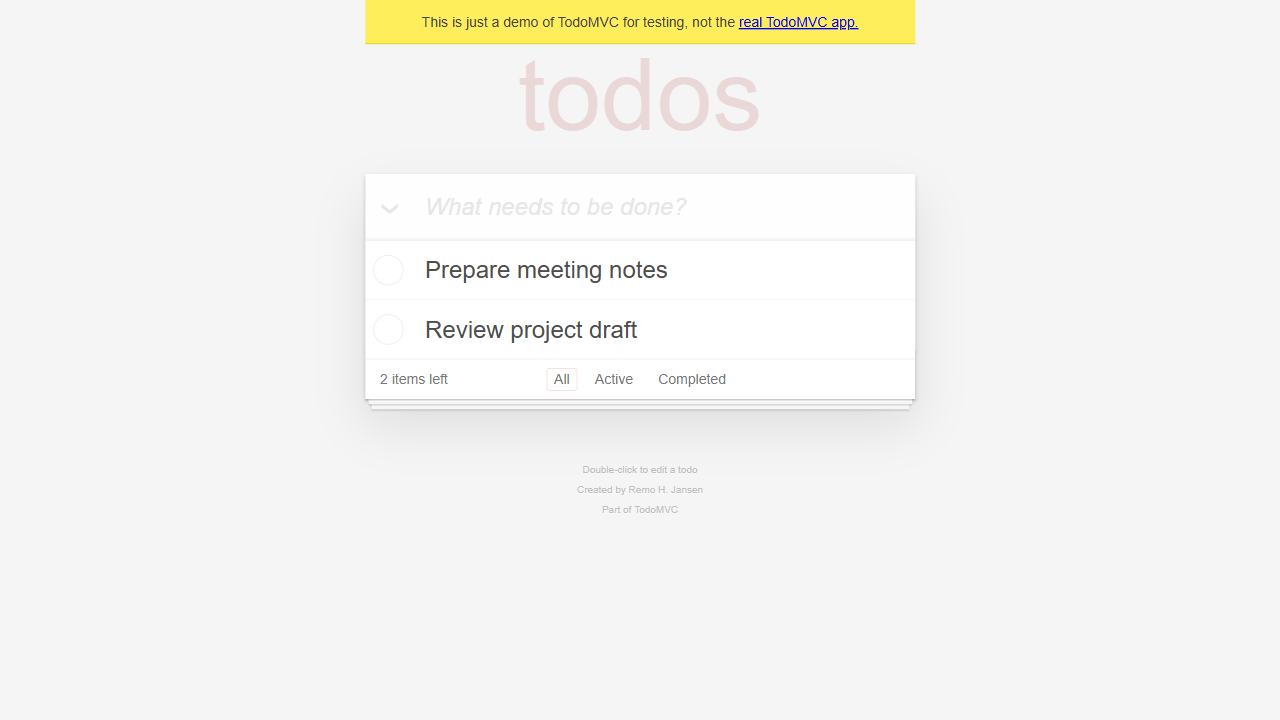 This is just a demo of TodoMVC for testing, not the real TodoMVC app.
todos
What needs to be done?
Prepare meeting notes
Review project draft
2 items left All Active Completed
Double-click to edit a todo
Created by Remo H. Jansen
Part of TodoMVC